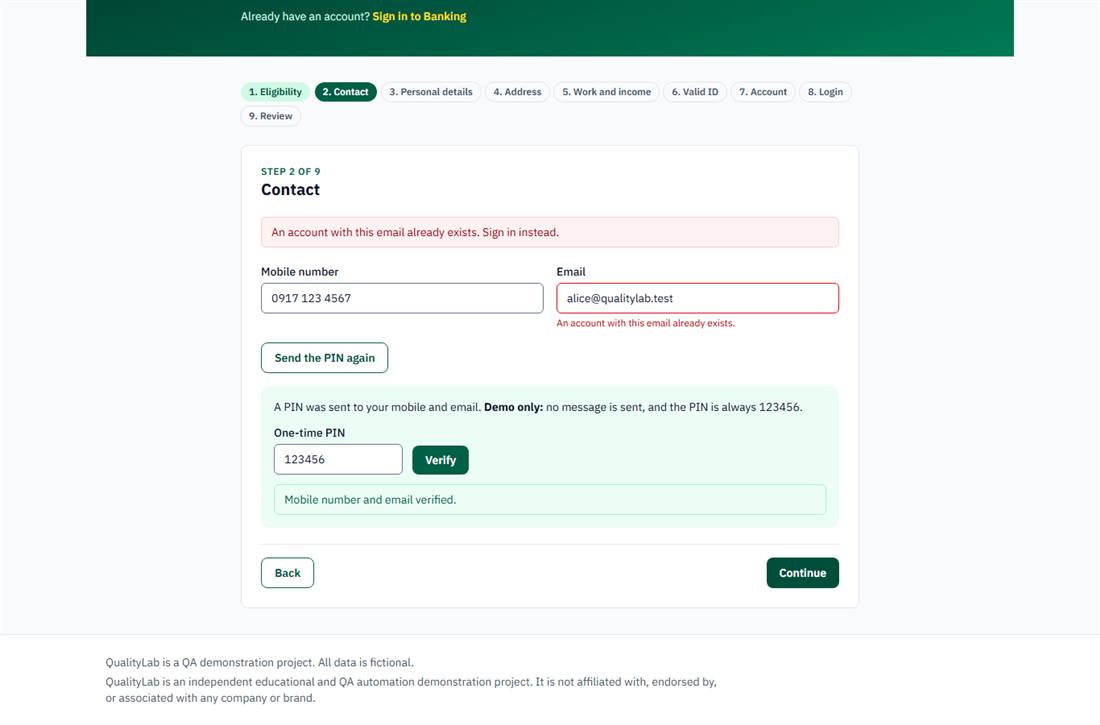 Already have an account? Sign in to Banking
1. Eligibility
2. Contact
3. Personal details
4. Address
5. Work and income
6. Valid ID
7. Account
8. Login
9. Review
STEP 2 OF 9
Contact
An account with this email already exists. Sign in instead.
Mobile number
Email
0917 123 4567
alice@qualitylab.test
An account with this email already exists.
Send the PIN again
A PIN was sent to your mobile and email. Demo only: no message is sent, and the PIN is always 123456.
One-time PIN
123456
Verify
Mobile number and email verified.
Back
Continue
QualityLab is a QA demonstration project. All data is fictional.
QualityLab is an independent educational and QA automation demonstration project. It is not affiliated with, endorsed by,
or associated with any company or brand.